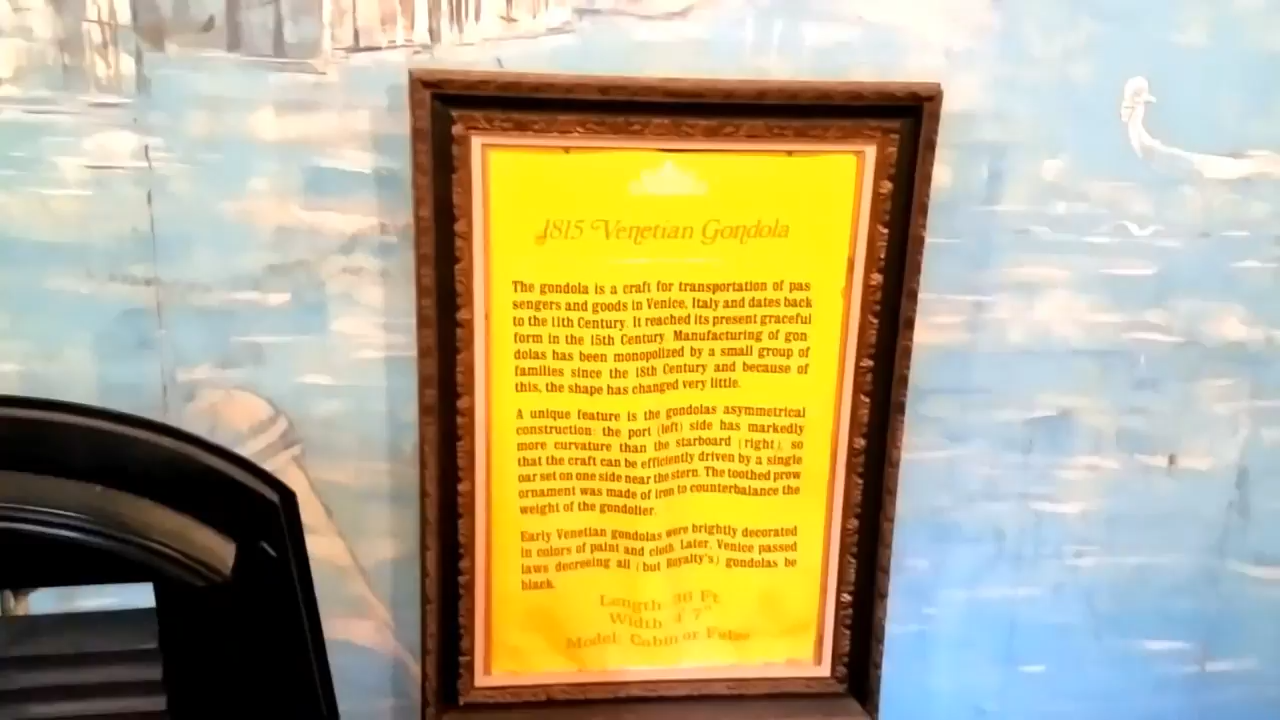 1815 Venetian Gondola
The gondola is a craft for transportation of pas
sengers and goods in Venice, Italy and dates back
to the 11th Century. It reached its present graceful
form in the 15th Century. Manufacturing of gon-
dolas has been monopolized by a small group of
families since the 18th Century and because of
this, the shape has changed very little.
A unique feature is the gondolas asymmetrical
construction: the port (left) side has markedly
more curvature than the starboard (right), so
that the craft can be efficiently driven by a single
oar set on one side near the stern. The toothed prow
ornament was made of iron to counterbalance the
weight of the gondolier.
Early Venetian gondolas were brightly decorated
in colors of paint and cloth. Later, Venice passed
laws decreeing all (but Royalty's) gondolas be
black.
Length 36 Ft.
Width 4' 7"
Model: Cabin or Felze